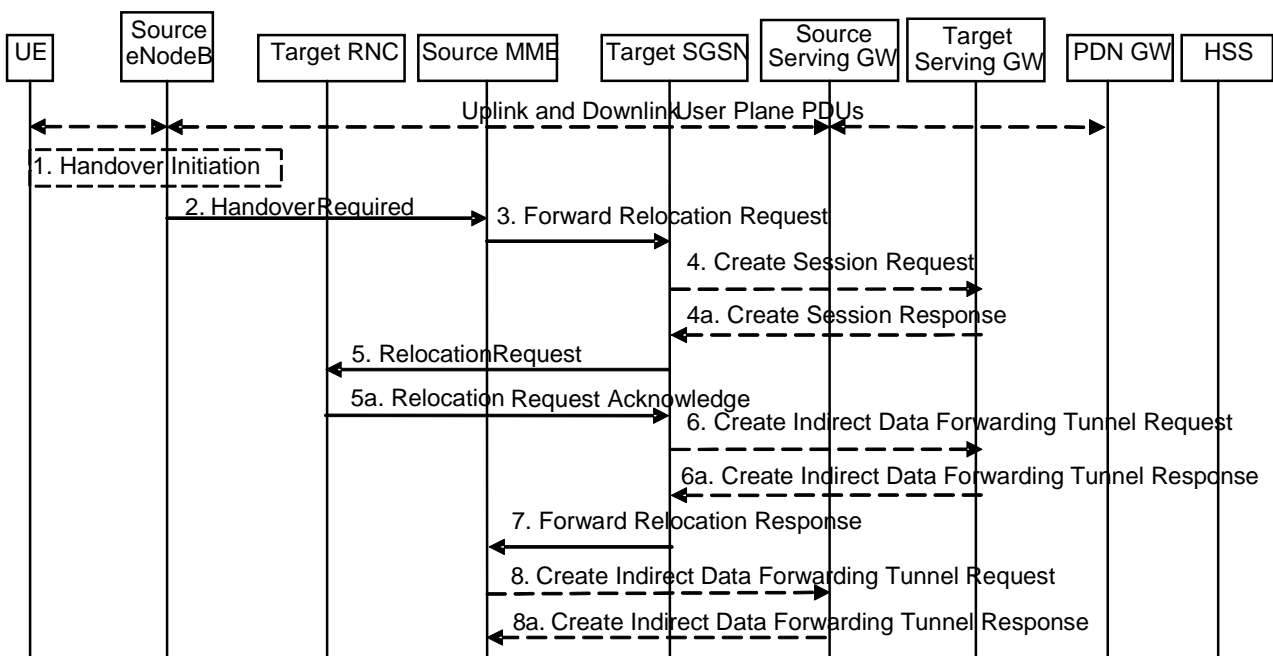 UE
Source
eNodeB
Target RNC
Source MME
Target SGSN
Source
Serving GW
Target
Serving GW
PDN GW
HSS
Uplink and Downlink User Plane PDUs
1. Handover Initiation
2. Handover Required
3. Forward Relocation Request
4. Create Session Request
4a. Create Session Response
5. Relocation Request
5a. Relocation Request Acknowledge
6. Create Indirect Data Forwarding Tunnel Request
6a. Create Indirect Data Forwarding Tunnel Response
7. Forward Relocation Response
8. Create Indirect Data Forwarding Tunnel Request
8a. Create Indirect Data Forwarding Tunnel Response